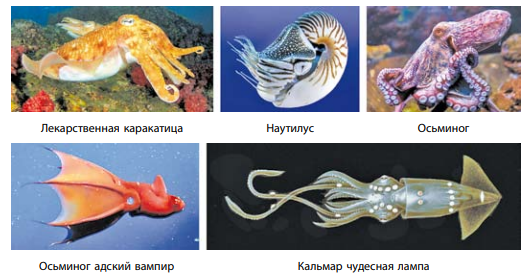 Лекарственная каракатица
Наутилус
Осьминог
Осьминог адский вампир
Кальмар чудесная лампа